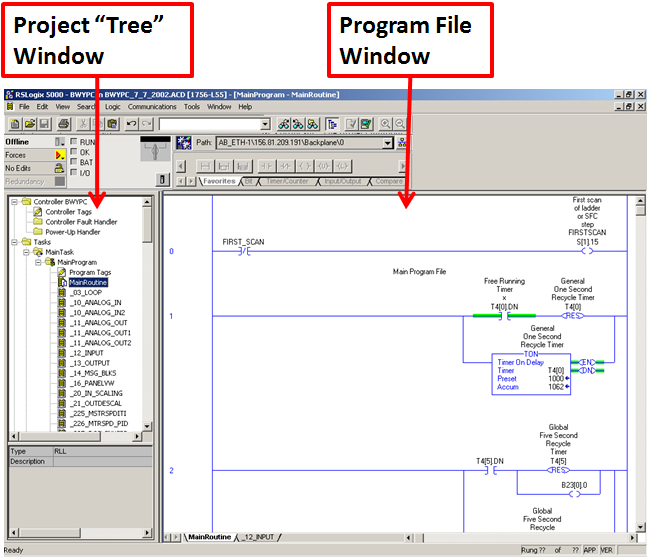 Project “Tree”
Window
Program File
Window
RSLogix 5000 - BWYPC in BWYPC_7_7_2002.ACD [1756-L55] - [MainProgram - MainRoutine]
File Edit View Search Logic Communications Tools Window Help
Offline
RUN
Path: AB_ETH-1\156.81.209.191\Backplane\0
Forces
OK
No Edits
BAT
Redundancy
I/O
Favorites Bit Timer/Counter Input/Output Compare
Controller BWYPC
Controller Tags
Controller Fault Handler
Power-Up Handler
Tasks
MainTask
MainProgram
Program Tags
MainRoutine
_03_LOOP
_10_ANALOG_IN
_10_ANALOG_IN2
_11_ANALOG_OUT
_11_ANALOG_OUT1
_11_ANALOG_OUT2
_12_INPUT
_13_OUTPUT
_14_MSG_BLKS
_16_PANELVW
_20_IN_SCALING
_21_OUTDESCAL
_225_MSTRSPDITI
_226_MTRSPD_PID
Type RLL
Description
First scan
of ladder
or SFC
step
FIRST_SCAN
FIRSTSCAN
S[1].15
0
Main Program File
Free Running
Timer
x
T4[0].DN
General
One Second
Recycle Timer
T4[0]
RES
1
General
One Second
Recycle Timer
TON
Timer On Delay
EN
Timer T4[0]
DN
Preset 1000
Accum 1062
Global
Five Second
Recycle
Timer
T4[5].DN
T4[5]
RES
2
B23[0].0
Global
Five Second
Recycle
MainRoutine _12_INPUT
Rung ?? of ?? APP VER